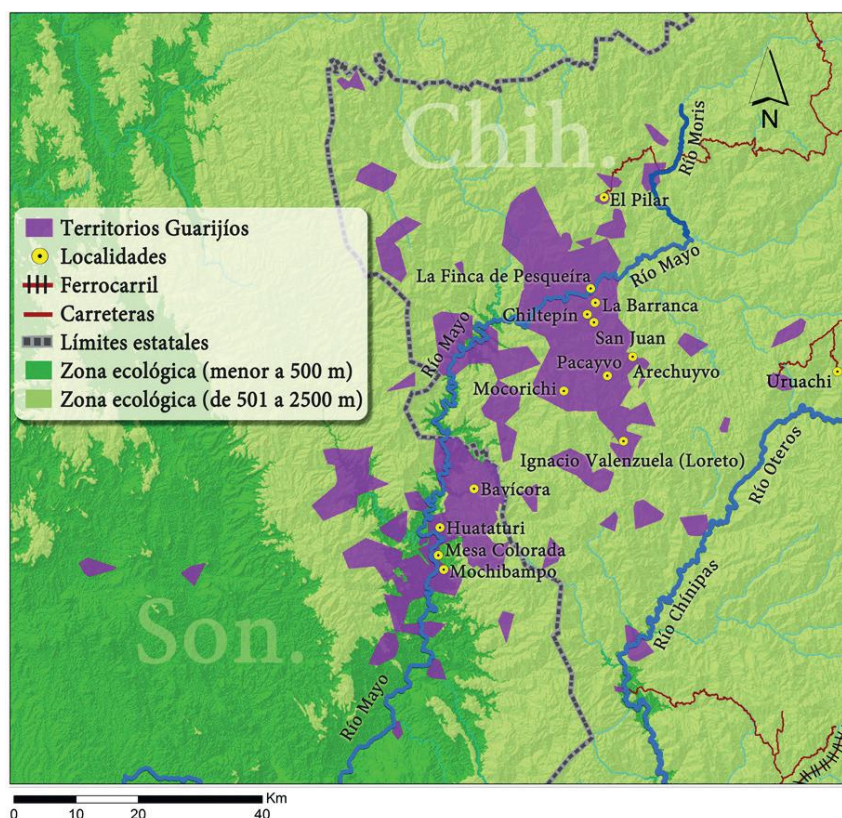 Chih.
N
Río Moris
El Pilar
Territorios Guarijíos
Localidades
Ferrocarril
Carreteras
Límites estatales
Zona ecológica (menor a 500 m)
Zona ecológica (de 501 a 2500 m)
Río Mayo
La Finca de Pesqueíra
La Barranca
Chiltepín
San Juan
Río Mayo
Pacayvo
Arechuyvo
Mocorichi
Uruachi
Ignacio Valenzuela (Loreto)
Río Oteros
Bavícora
Huataturi
Mesa Colorada
Mochibampo
Río Chínipas
Son.
Río Mayo
Km
0 10 20 40